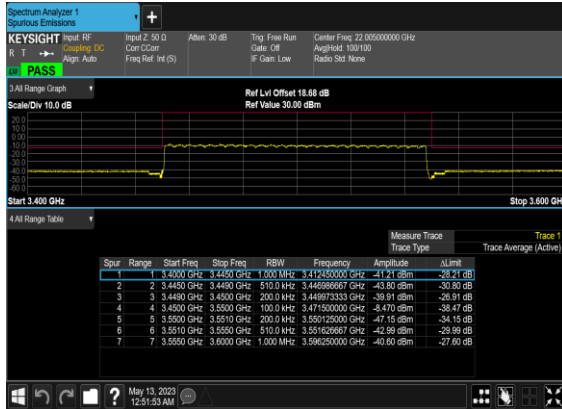 Spectrum Analyzer 1
Spurious Emissions
+
KEYSIGHT Input: RF Input Z: 50 Ω Atten: 30 dB Trig: Free Run Center Freq: 22.005000000 GHz
R T Coupling: DC Corr CCorr Gate: Off Avg|Hold: 100/100
Align: Auto Freq Ref: Int (S) IF Gain: Low Radio Std: None
PASS
3 All Range Graph
Ref Lvl Offset 18.68 dB
Scale/Div 10.0 dB Ref Value 30.00 dBm
20.0
10.0
0.00
-10.0
-20.0
-30.0
-40.0
-50.0
-60.0
Start 3.400 GHz Stop 3.600 GH
4 All Range Table
Measure Trace Trace 1
Trace Type Trace Average (Active)
Spur Range Start Freq Stop Freq RBW Frequency Amplitude ΔLimit
1 1 3.4000 GHz 3.4450 GHz 1.000 MHz 3.412450000 GHz -41.21 dBm -28.21 dB
2 2 3.4450 GHz 3.4490 GHz 510.0 kHz 3.446986667 GHz -43.80 dBm -30.80 dB
3 3 3.4490 GHz 3.4500 GHz 200.0 kHz 3.449973333 GHz -39.91 dBm -26.91 dB
4 4 3.4500 GHz 3.5500 GHz 100.0 kHz 3.471500000 GHz -8.470 dBm -38.47 dB
5 5 3.5500 GHz 3.5510 GHz 200.0 kHz 3.550125000 GHz -47.15 dBm -34.15 dB
6 6 3.5510 GHz 3.5550 GHz 510.0 kHz 3.551626667 GHz -42.99 dBm -29.99 dB
7 7 3.5550 GHz 3.6000 GHz 1.000 MHz 3.596250000 GHz -40.60 dBm -27.60 dB
? May 13, 2023
12:51:53 AM